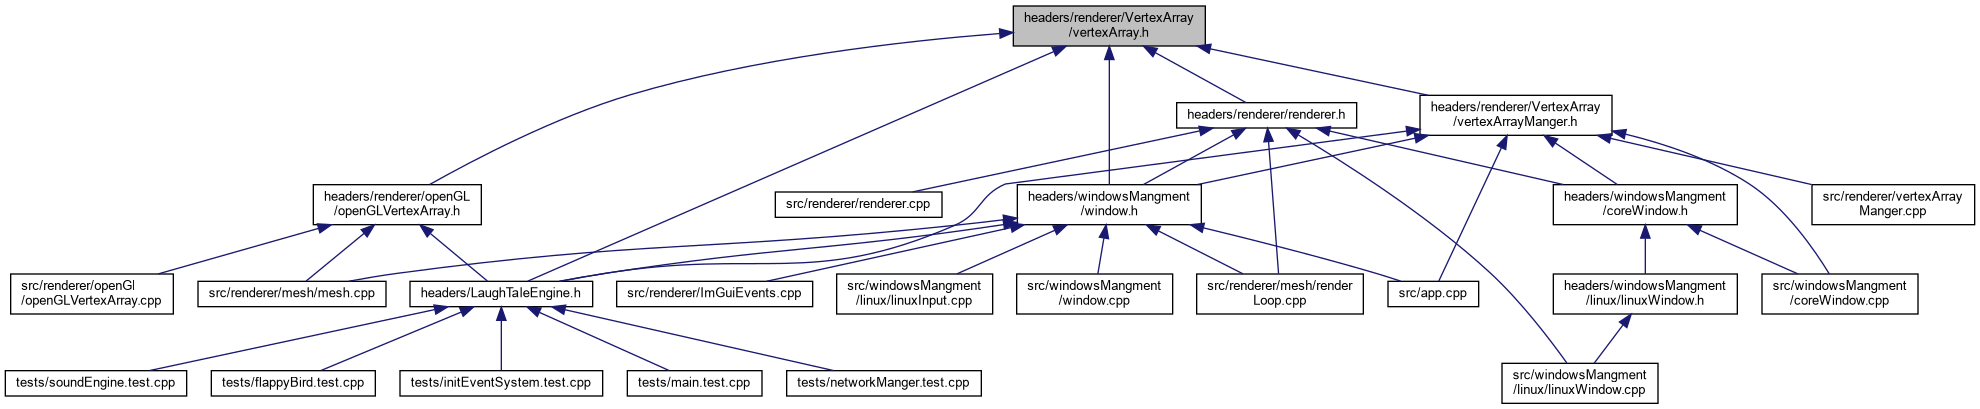 headers/renderer/VertexArray
/vertexArray.h
headers/renderer/renderer.h
headers/renderer/VertexArray
/vertexArrayManger.h
headers/renderer/openGL
/openGLVertexArray.h
src/renderer/renderer.cpp
headers/windowsMangment
/window.h
headers/windowsMangment
/coreWindow.h
src/renderer/vertexArray
Manger.cpp
src/renderer/openGl
/openGLVertexArray.cpp
src/renderer/mesh/mesh.cpp
headers/LaughTaleEngine.h
src/renderer/ImGuiEvents.cpp
src/windowsMangment
/linux/linuxInput.cpp
src/windowsMangment
/window.cpp
src/renderer/mesh/render
Loop.cpp
src/app.cpp
headers/windowsMangment
/linux/linuxWindow.h
src/windowsMangment
/coreWindow.cpp
tests/soundEngine.test.cpp
tests/flappyBird.test.cpp
tests/initEventSystem.test.cpp
tests/main.test.cpp
tests/networkManger.test.cpp
src/windowsMangment
/linux/linuxWindow.cpp